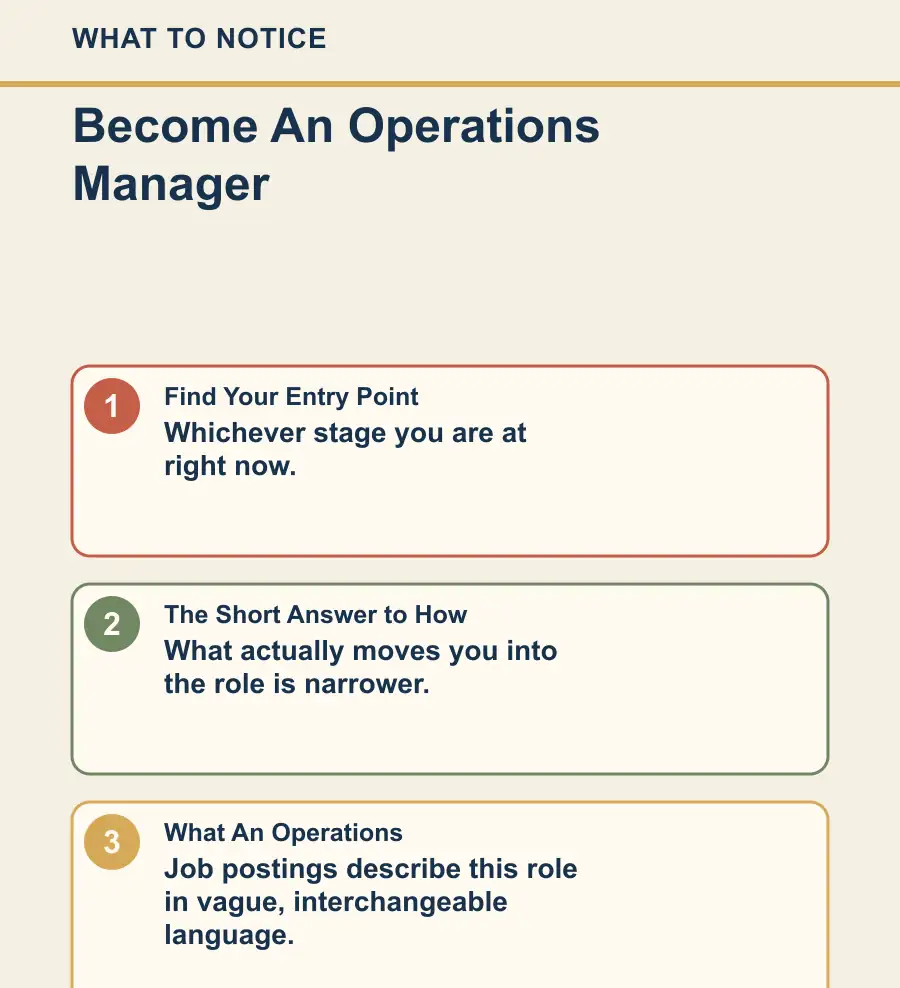 WHAT TO NOTICE
Become An Operations
Manager
1
Find Your Entry Point
Whichever stage you are at
right now.
2
The Short Answer to How
What actually moves you into
the role is narrower.
3
What An Operations
Job postings describe this role
in vague, interchangeable
language.